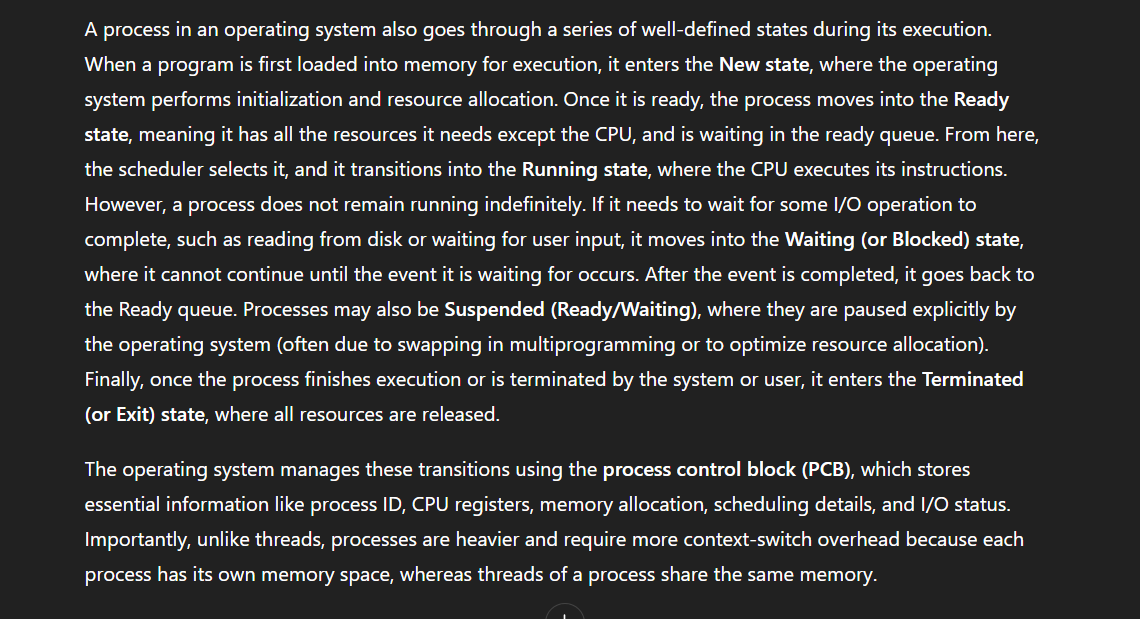 A process in an operating system also goes through a series of well-defined states during its execution.
When a program is first loaded into memory for execution, it enters the New state, where the operating
system performs initialization and resource allocation. Once it is ready, the process moves into the Ready
state, meaning it has all the resources it needs except the CPU, and is waiting in the ready queue. From here,
the scheduler selects it, and it transitions into the Running state, where the CPU executes its instructions.
However, a process does not remain running indefinitely. If it needs to wait for some I/O operation to
complete, such as reading from disk or waiting for user input, it moves into the Waiting (or Blocked) state,
where it cannot continue until the event it is waiting for occurs. After the event is completed, it goes back to
the Ready queue. Processes may also be Suspended (Ready/Waiting), where they are paused explicitly by
the operating system (often due to swapping in multiprogramming or to optimize resource allocation).
Finally, once the process finishes execution or is terminated by the system or user, it enters the Terminated
(or Exit) state, where all resources are released.
The operating system manages these transitions using the process control block (PCB), which stores
essential information like process ID, CPU registers, memory allocation, scheduling details, and I/O status.
Importantly, unlike threads, processes are heavier and require more context-switch overhead because each
process has its own memory space, whereas threads of a process share the same memory.